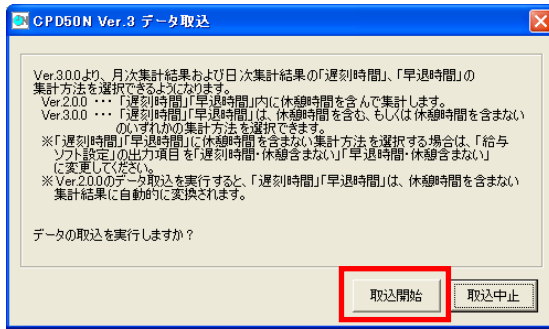 CPD50N Ver.3 データ取込
Ver.3.0.0より、月次集計結果および日次集計結果の「遅刻時間」、「早退時間」の
集計方法を選択できるようになります。
Ver.2.0.0 ・・・ 「遅刻時間」「早退時間」内に休憩時間を含んで集計します。
Ver.3.0.0 ・・・ 「遅刻時間」「早退時間」は、休憩時間を含む、もしくは休憩時間を含まない
のいずれかの集計方法を選択できます。
※「遅刻時間」「早退時間」に休憩時間を含まない集計方法を選択する場合は、「給与
ソフト設定」の出力項目を「遅刻時間・休憩含まない」「早退時間・休憩含まない」
に変更してください。
※Ver.2.0.0のデータ取込を実行すると、「遅刻時間」「早退時間」は、休憩時間を含まない
集計結果に自動的に変換されます。
データの取込を実行しますか？
取込開始
取込中止